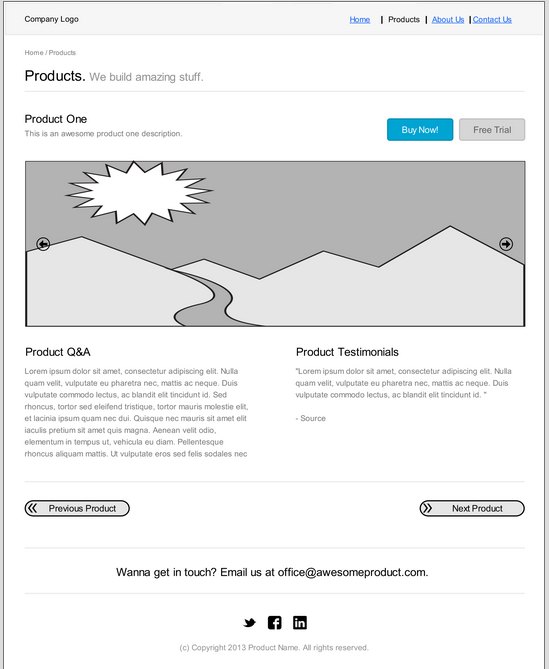 Company Logo
Home | Products | About Us | Contact Us
Home / Products
Products. We build amazing stuff.
Product One
This is an awesome product one description.
Buy Now!
Free Trial
Product Q&A
Lorem ipsum dolor sit amet, consectetur adipiscing elit. Nulla
quam velit, vulputate eu pharetra nec, mattis ac neque. Duis
vulputate commodo lectus, ac blandit elit tincidunt id. Sed
rhoncus, tortor sed eleifend tristique, tortor mauris molestie elit,
et lacinia ipsum quam nec dui. Quisque nec mauris sit amet elit
iaculis pretium sit amet quis magna. Aenean velit odio,
elementum in tempus ut, vehicula eu diam. Pellentesque
rhoncus aliquam mattis. Ut vulputate eros sed felis sodales nec
Product Testimonials
"Lorem ipsum dolor sit amet, consectetur adipiscing elit. Nulla
quam velit, vulputate eu pharetra nec, mattis ac neque. Duis
vulputate commodo lectus, ac blandit elit tincidunt id. "
- Source
Previous Product
Next Product
Wanna get in touch? Email us at office@awesomeproduct.com.
(c) Copyright 2013 Product Name. All rights reserved.